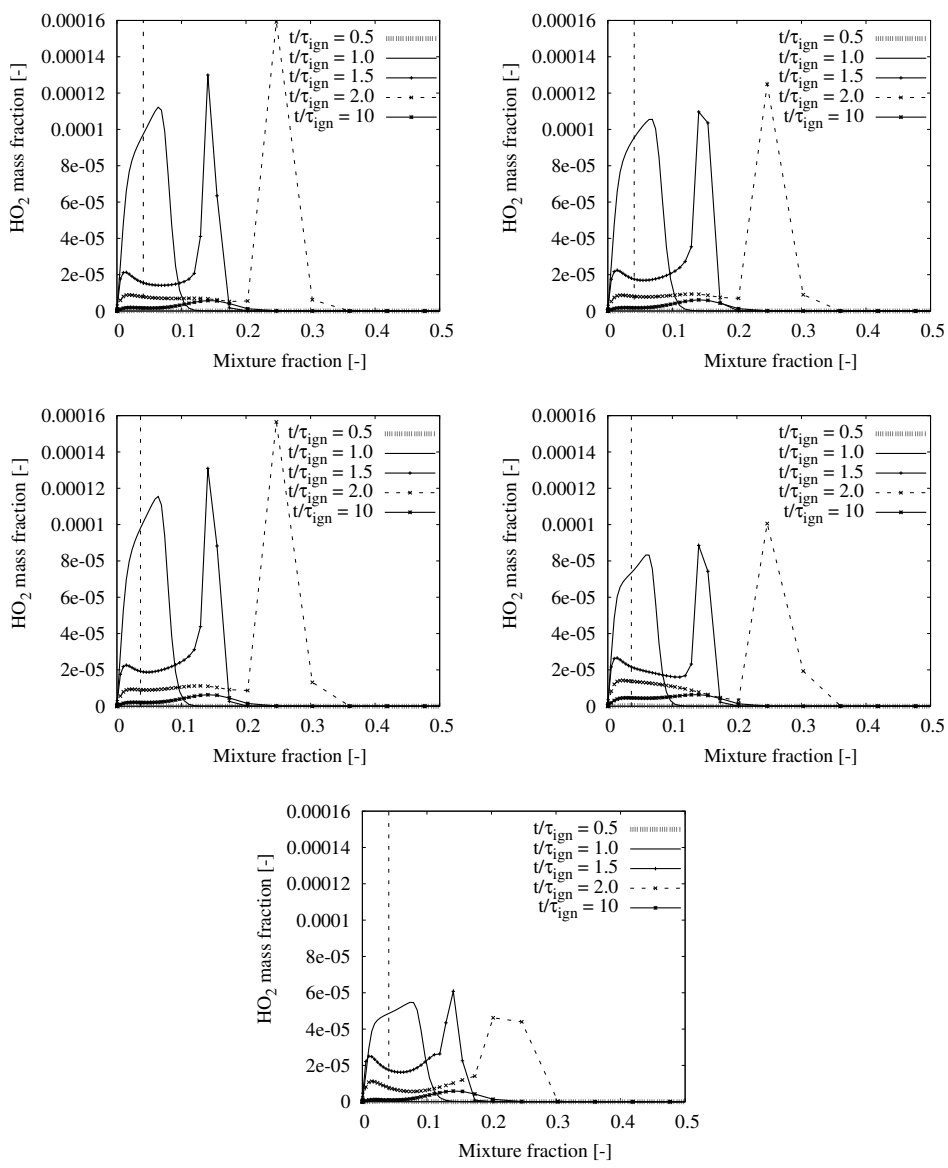 0.00016
0.00014
0.00012
0.0001
8e-05
6e-05
4e-05
2e-05
0
HO2 mass fraction [-]
t/τign = 0.5
t/τign = 1.0
t/τign = 1.5
t/τign = 2.0
t/τign = 10
0 0.1 0.2 0.3 0.4 0.5
Mixture fraction [-]
0.00016
0.00014
0.00012
0.0001
8e-05
6e-05
4e-05
2e-05
0
HO2 mass fraction [-]
t/τign = 0.5
t/τign = 1.0
t/τign = 1.5
t/τign = 2.0
t/τign = 10
0 0.1 0.2 0.3 0.4 0.5
Mixture fraction [-]
0.00016
0.00014
0.00012
0.0001
8e-05
6e-05
4e-05
2e-05
0
HO2 mass fraction [-]
t/τign = 0.5
t/τign = 1.0
t/τign = 1.5
t/τign = 2.0
t/τign = 10
0 0.1 0.2 0.3 0.4 0.5
Mixture fraction [-]
0.00016
0.00014
0.00012
0.0001
8e-05
6e-05
4e-05
2e-05
0
HO2 mass fraction [-]
t/τign = 0.5
t/τign = 1.0
t/τign = 1.5
t/τign = 2.0
t/τign = 10
0 0.1 0.2 0.3 0.4 0.5
Mixture fraction [-]
0.00016
0.00014
0.00012
0.0001
8e-05
6e-05
4e-05
2e-05
0
HO2 mass fraction [-]
t/τign = 0.5
t/τign = 1.0
t/τign = 1.5
t/τign = 2.0
t/τign = 10
0 0.1 0.2 0.3 0.4 0.5
Mixture fraction [-]